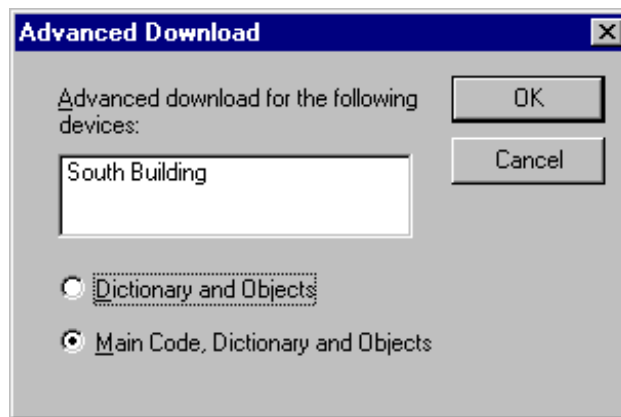 Advanced Download
Advanced download for the following
devices:
OK
South Building
Cancel
Dictionary and Objects
Main Code, Dictionary and Objects